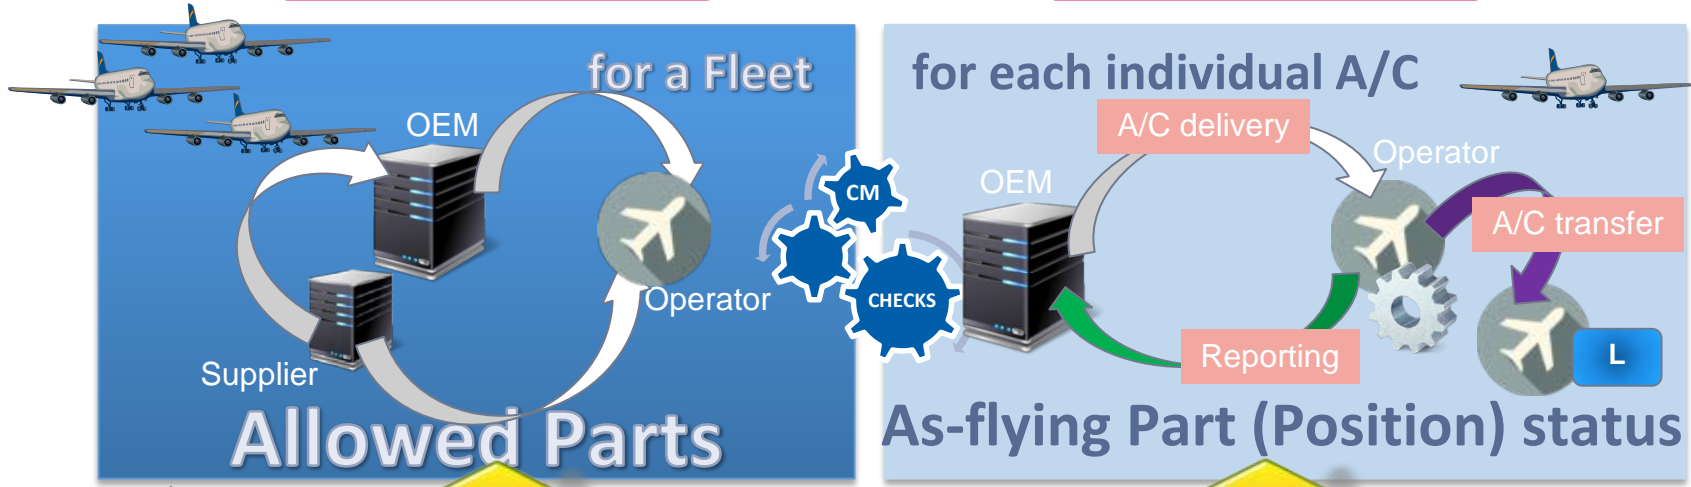 for a Fleet
OEM
Operator
Supplier
Allowed Parts
CM
CHECKS
for each individual A/C
A/C delivery
Operator
OEM
A/C transfer
Reporting
L
As-flying Part (Position) status